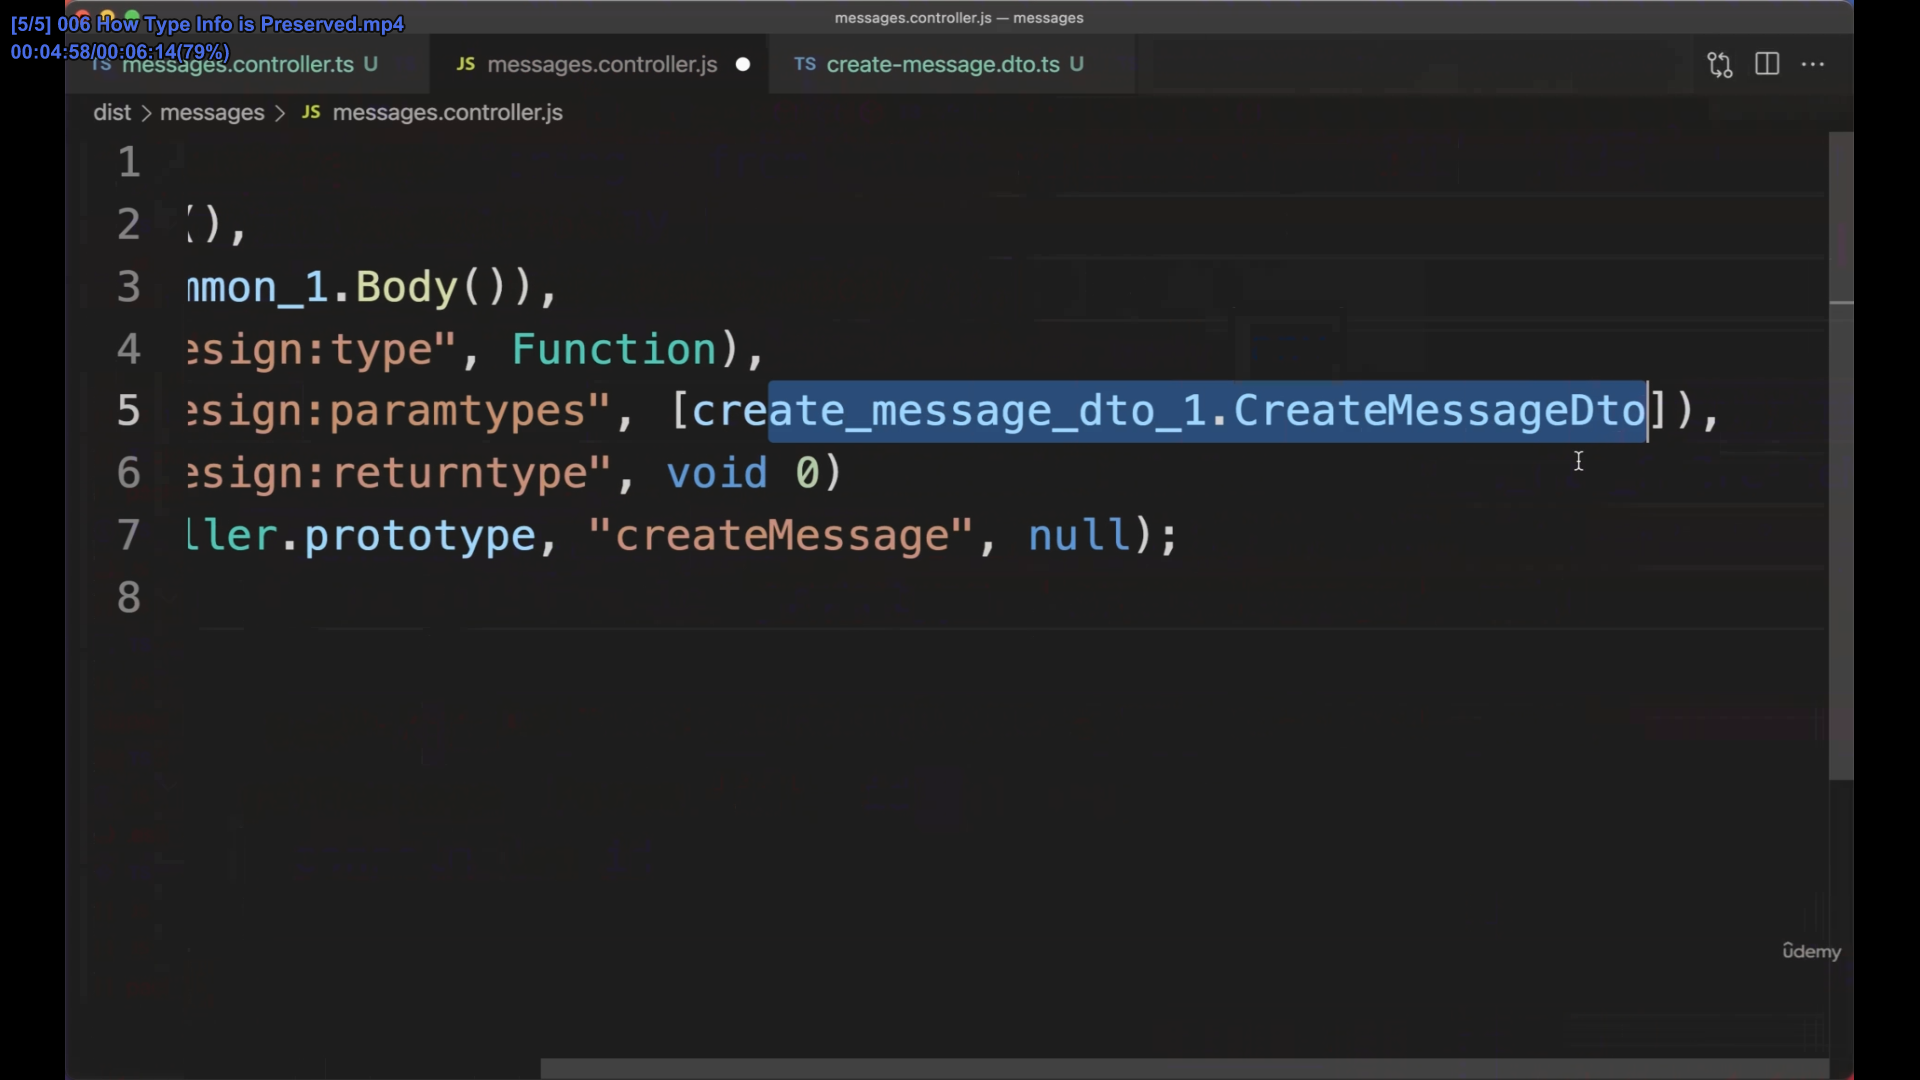 [5/5] 006 How Type Info is Preserved.mp4
00:04:58/00:06:14(79%)
messages.controller.js — messages
TS messages.controller.ts U
JS messages.controller.js
TS create-message.dto.ts U
dist > messages > JS messages.controller.js
1
2 (),
3 mmon_1.Body()),
4 esign:type", Function),
5 esign:paramtypes", [create_message_dto_1.CreateMessageDto]),
6 esign:returntype", void 0)
7 ller.prototype, "createMessage", null);
8
ûdemy